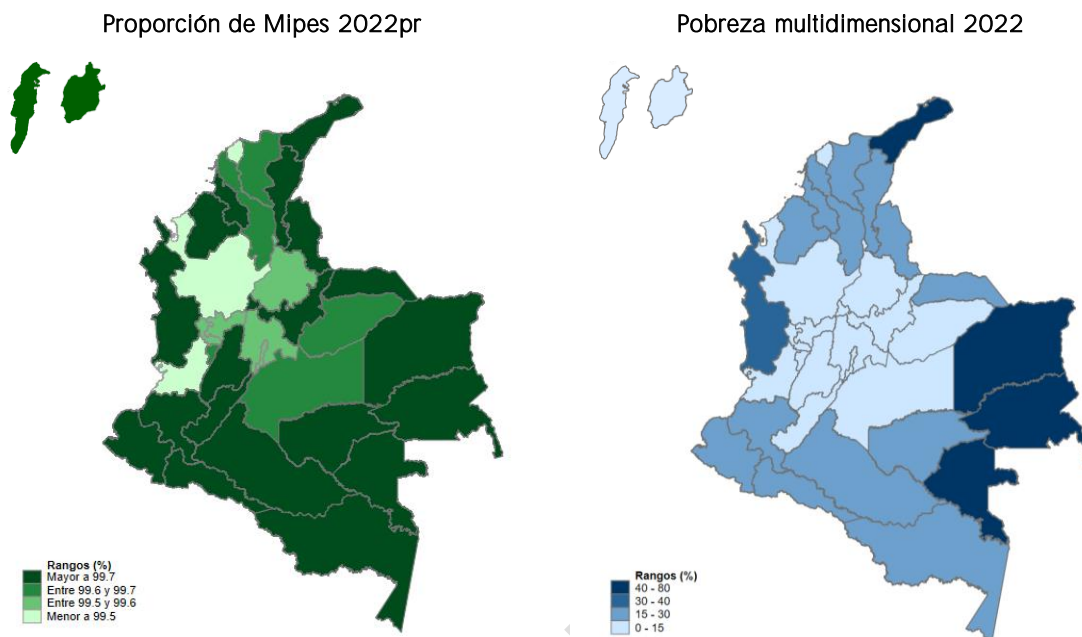 Proporción de Mipes 2022pr
Pobreza multidimensional 2022
Rangos (%)
Mayor a 99.7
Entre 99.6 y 99.7
Entre 99.5 y 99.6
Menor a 99.5
Rangos (%)
40 - 80
30 - 40
15 - 30
0 - 15